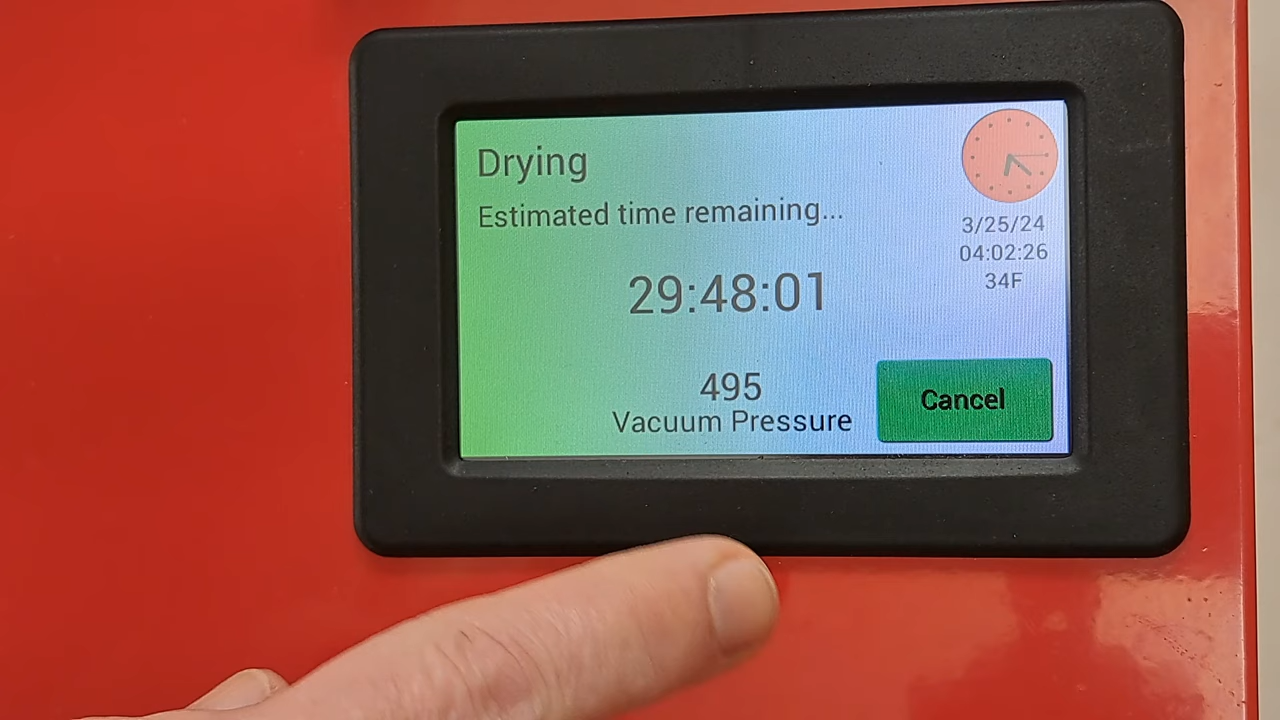 Drying
Estimated time remaining...
29:48:01
3/25/24
04:02:26
34F
495
Vacuum Pressure
Cancel